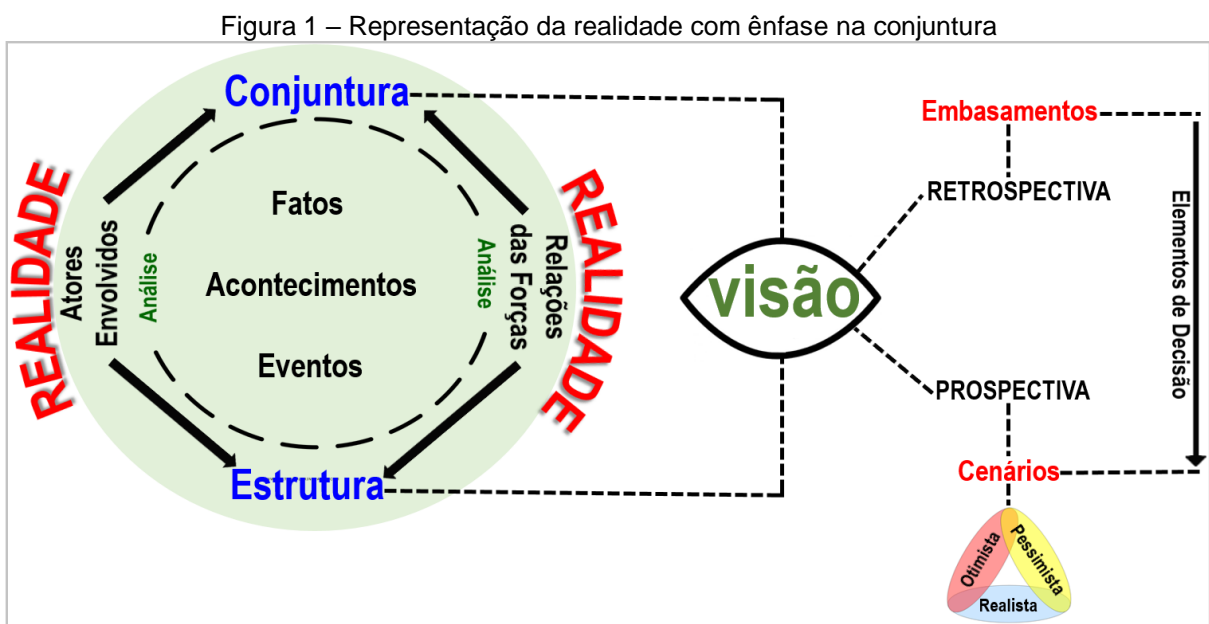 Figura 1 – Representação da realidade com ênfase na conjuntura
REALIDADE
Atores
Envolvidos
Análise
Conjuntura
Fatos
Acontecimentos
Eventos
Estrutura
Análise
Relações
das Forças
REALIDADE
visão
Embasamentos
RETROSPECTIVA
PROSPECTIVA
Cenários
Elementos de Decisão
Otimista
Pessimista
Realista